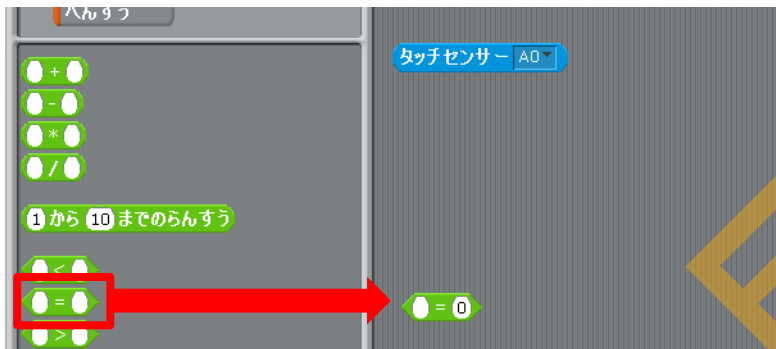 へんすう
タッチセンサー A0
+
-
*
/
1 から 10 までのらんすう
<
=
= 0
>